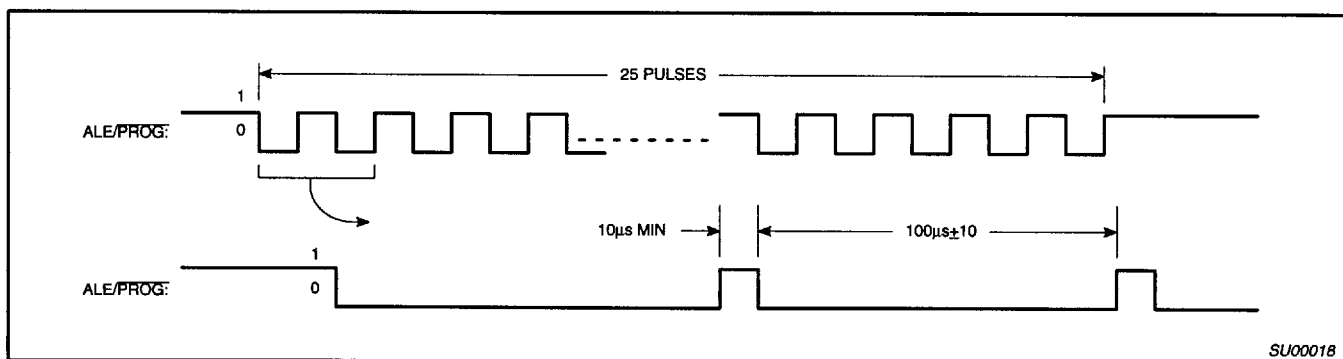 25 PULSES
1
ALE/PROG:
0
10µs MIN
100µs±10
1
ALE/PROG:
0
SU00018